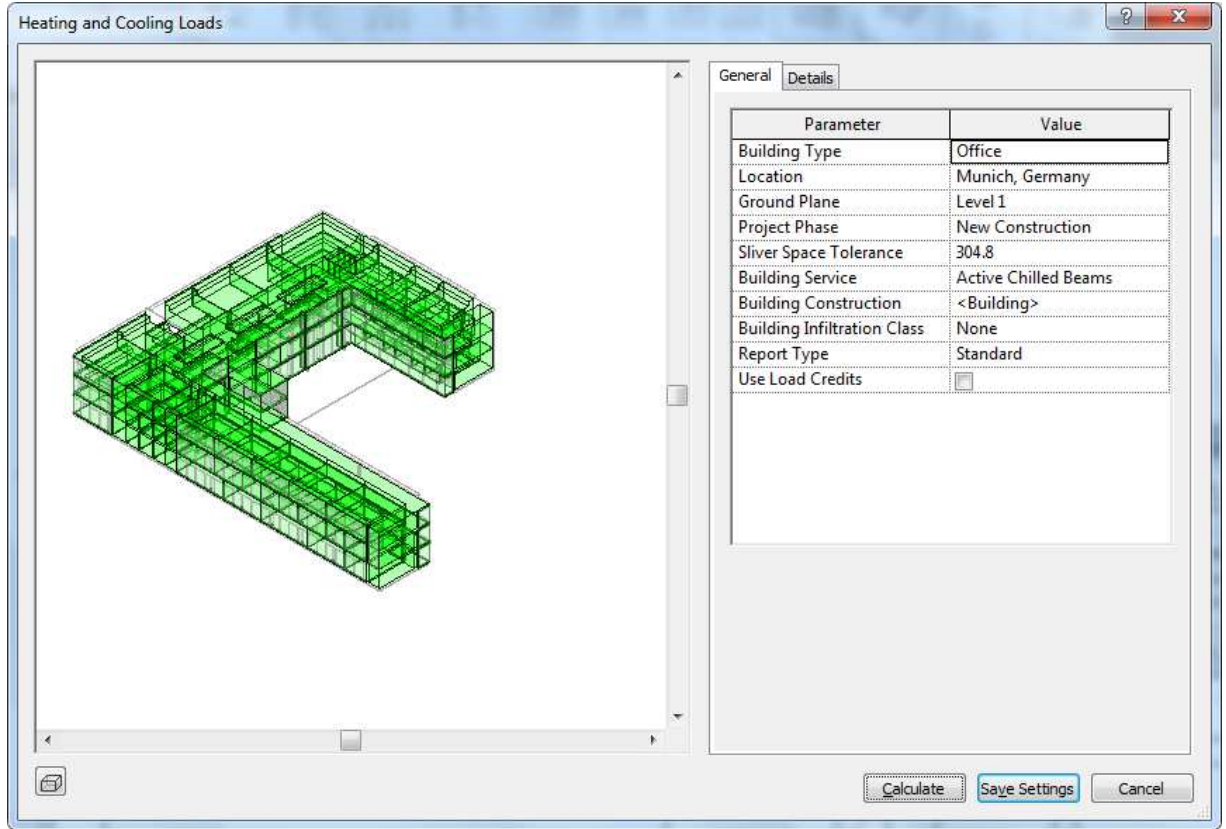 Heating and Cooling Loads
General Details
Parameter Value
Building Type Office
Location Munich, Germany
Ground Plane Level 1
Project Phase New Construction
Sliver Space Tolerance 304.8
Building Service Active Chilled Beams
Building Construction <Building>
Building Infiltration Class None
Report Type Standard
Use Load Credits
Calculate Save Settings Cancel